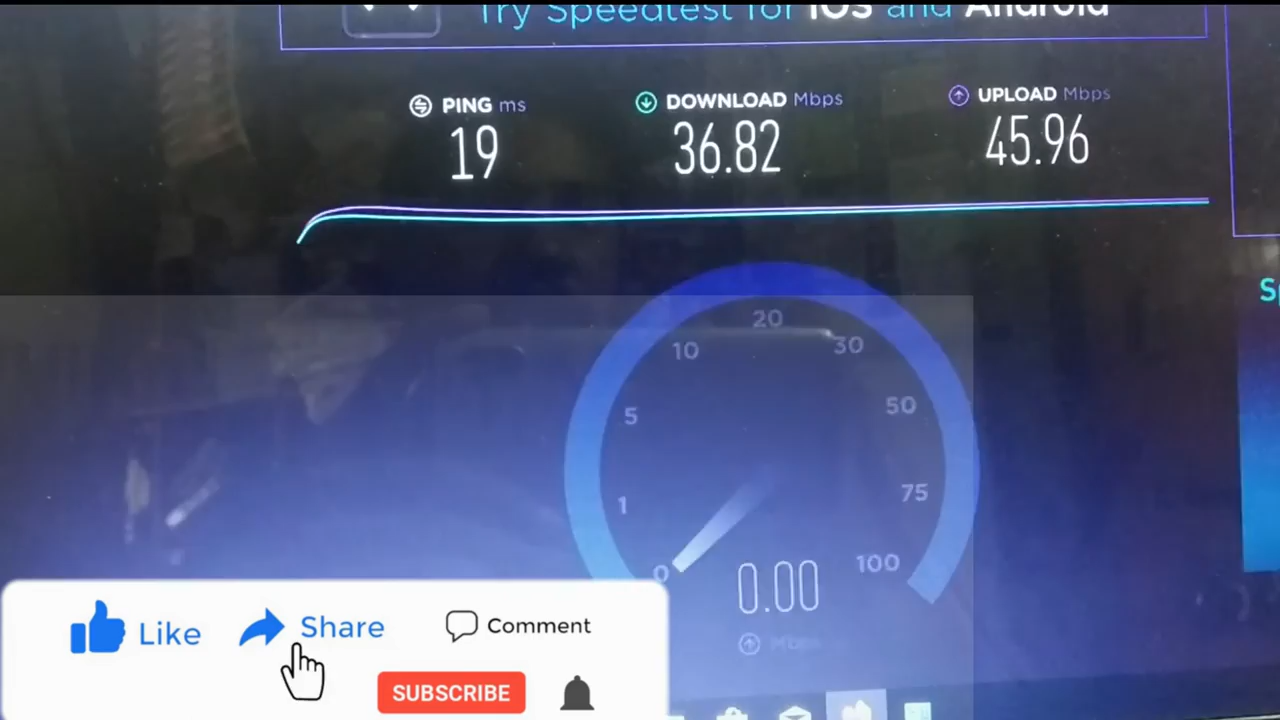 Try Speedtest for iOS and Android
PING ms
19
DOWNLOAD Mbps
36.82
UPLOAD Mbps
45.96
20
10
30
5
50
1
75
0
100
0.00
Mbps
Like
Share
Comment
SUBSCRIBE